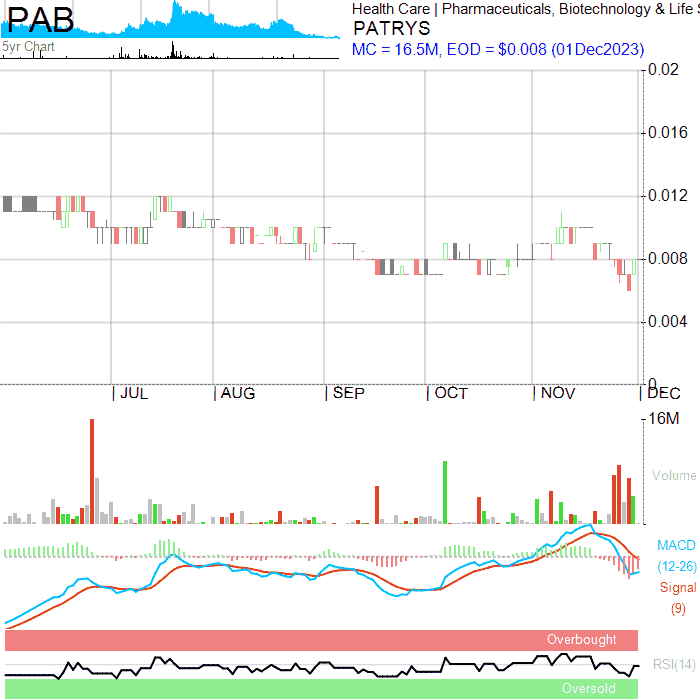 PAB
5yr Chart
Health Care | Pharmaceuticals, Biotechnology & Life S
PATRYS
MC = 16.5M, EOD = $0.008 (01Dec2023)
0.02
0.016
0.012
0.008
0.004
0
JUL AUG SEP OCT NOV DEC
16M
Volume
MACD
(12-26)
Signal
(9)
Overbought
RSI(14)
Oversold